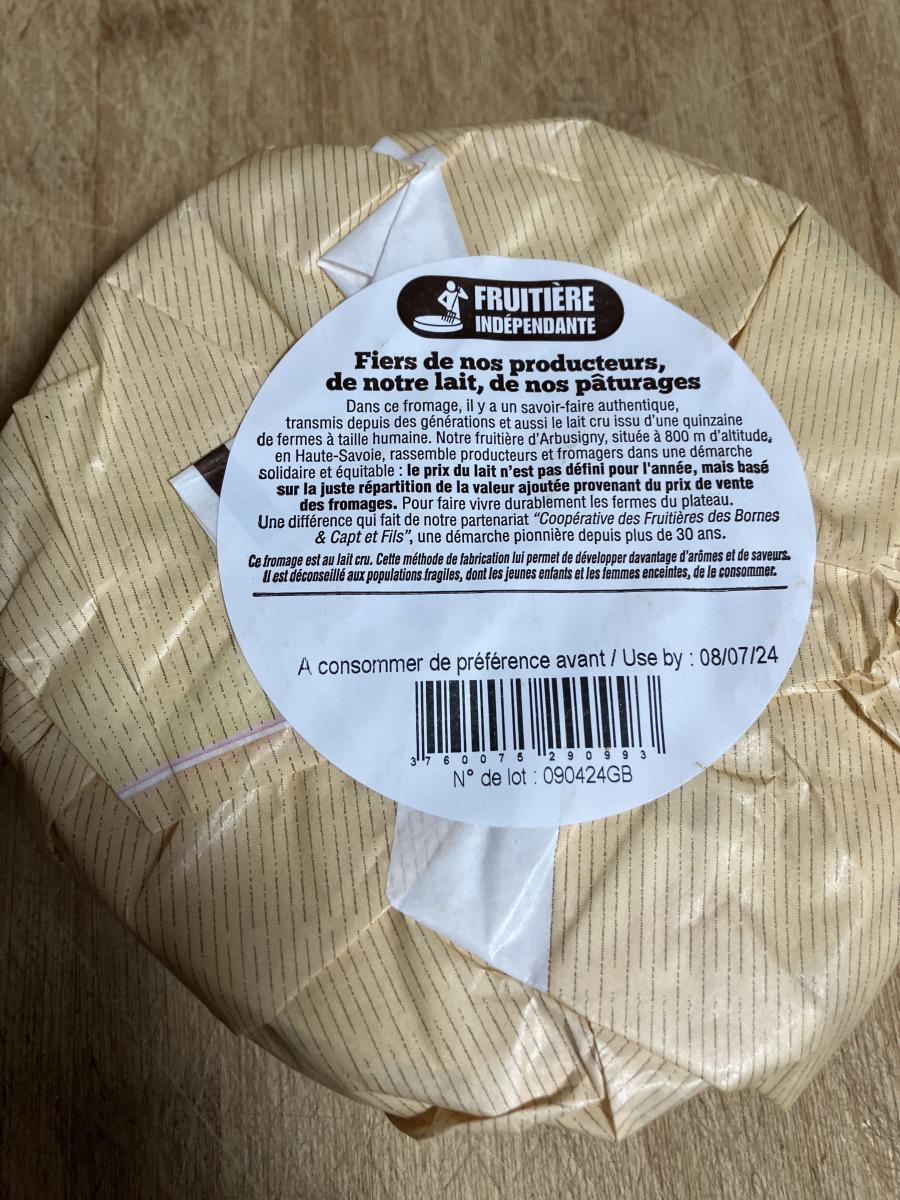 FRUITIÈRE
INDÉPENDANTE
Fiers de nos producteurs,
de notre lait, de nos pâturages
Dans ce fromage, il y a un savoir-faire authentique,
transmis depuis des générations et aussi le lait cru issu d'une quinzaine
de fermes à taille humaine. Notre fruitière d'Arbusigny, située à 800 m d'altitude,
en Haute-Savoie, rassemble producteurs et fromagers dans une démarche
solidaire et équitable : le prix du lait n'est pas défini pour l'année, mais basé
sur la juste répartition de la valeur ajoutée provenant du prix de vente
des fromages. Pour faire vivre durablement les fermes du plateau.
Une différence qui fait de notre partenariat "Coopérative des Fruitières des Bornes
& Capt et Fils", une démarche pionnière depuis plus de 30 ans.
Ce fromage est au lait cru. Cette méthode de fabrication lui permet de développer davantage d'arômes et de saveurs.
Il est déconseillé aux populations fragiles, dont les jeunes enfants et les femmes enceintes, de le consommer.
A consommer de préférence avant / Use by : 08/07/24
3 760075 290993
N° de lot : 090424GB